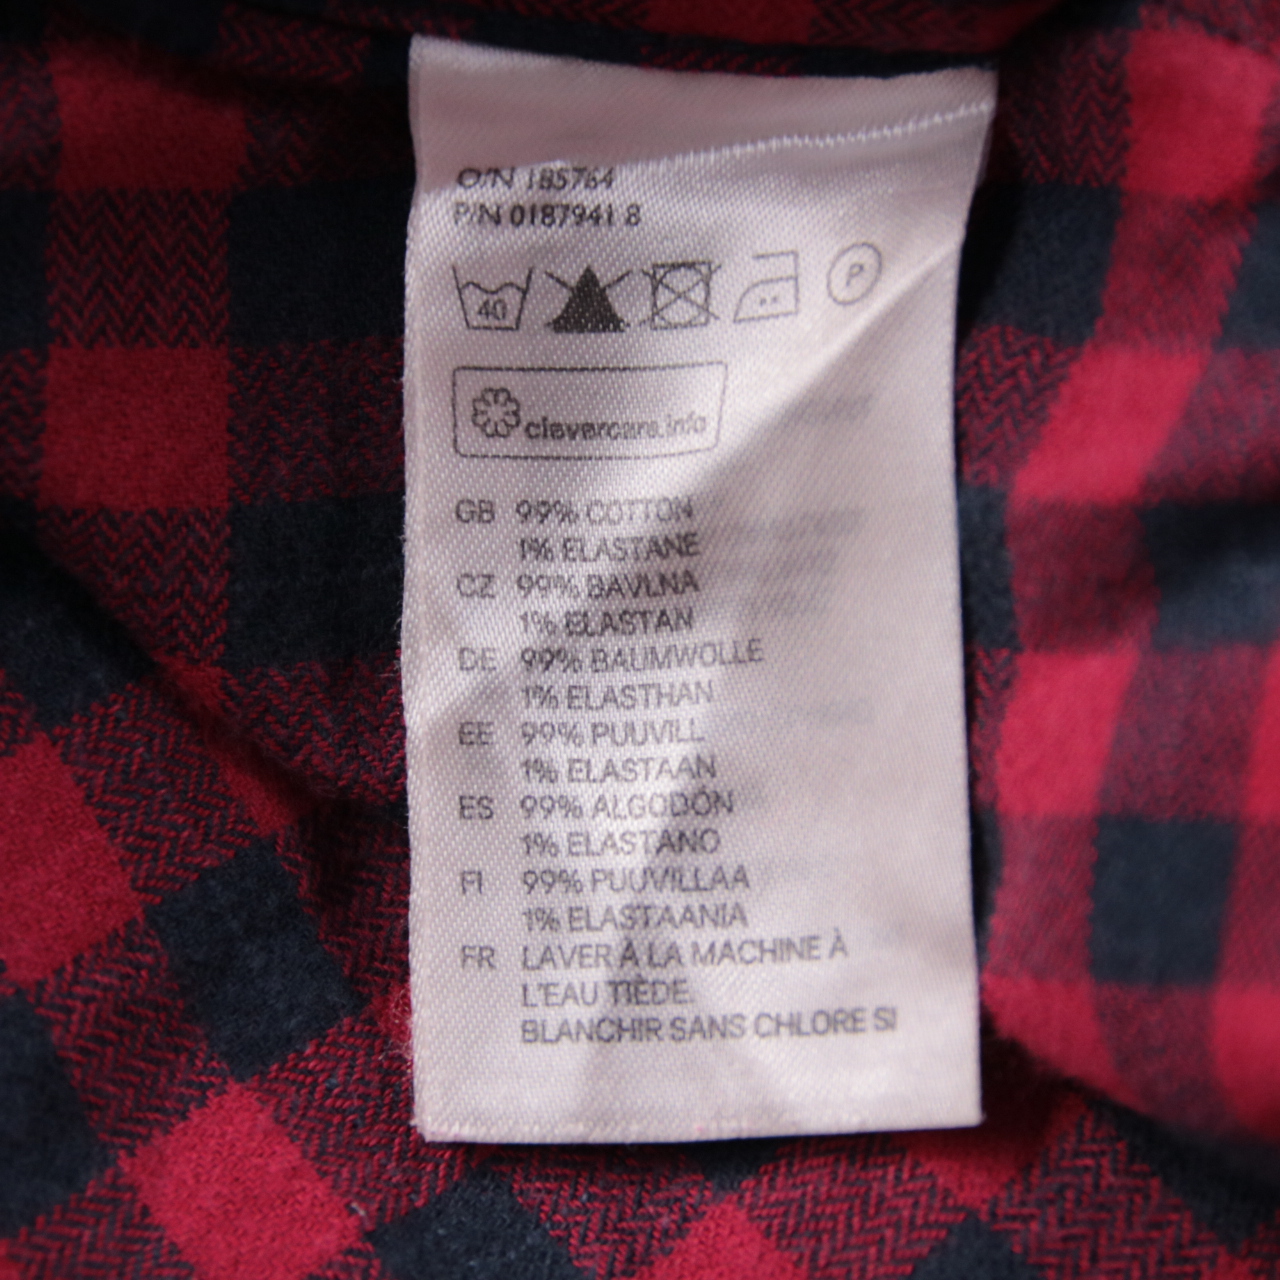 O/N 185764
P/N 0187941 8
40 P
clevercare.info
GB 99% COTTON
1% ELASTANE
CZ 99% BAVLNA
1% ELASTAN
DE 99% BAUMWOLLE
1% ELASTHAN
EE 99% PUUVILL
1% ELASTAAN
ES 99% ALGODÓN
1% ELASTANO
FI 99% PUUVILLAA
1% ELASTAANIA
FR LAVER À LA MACHINE À
L'EAU TIÈDE.
BLANCHIR SANS CHLORE SI